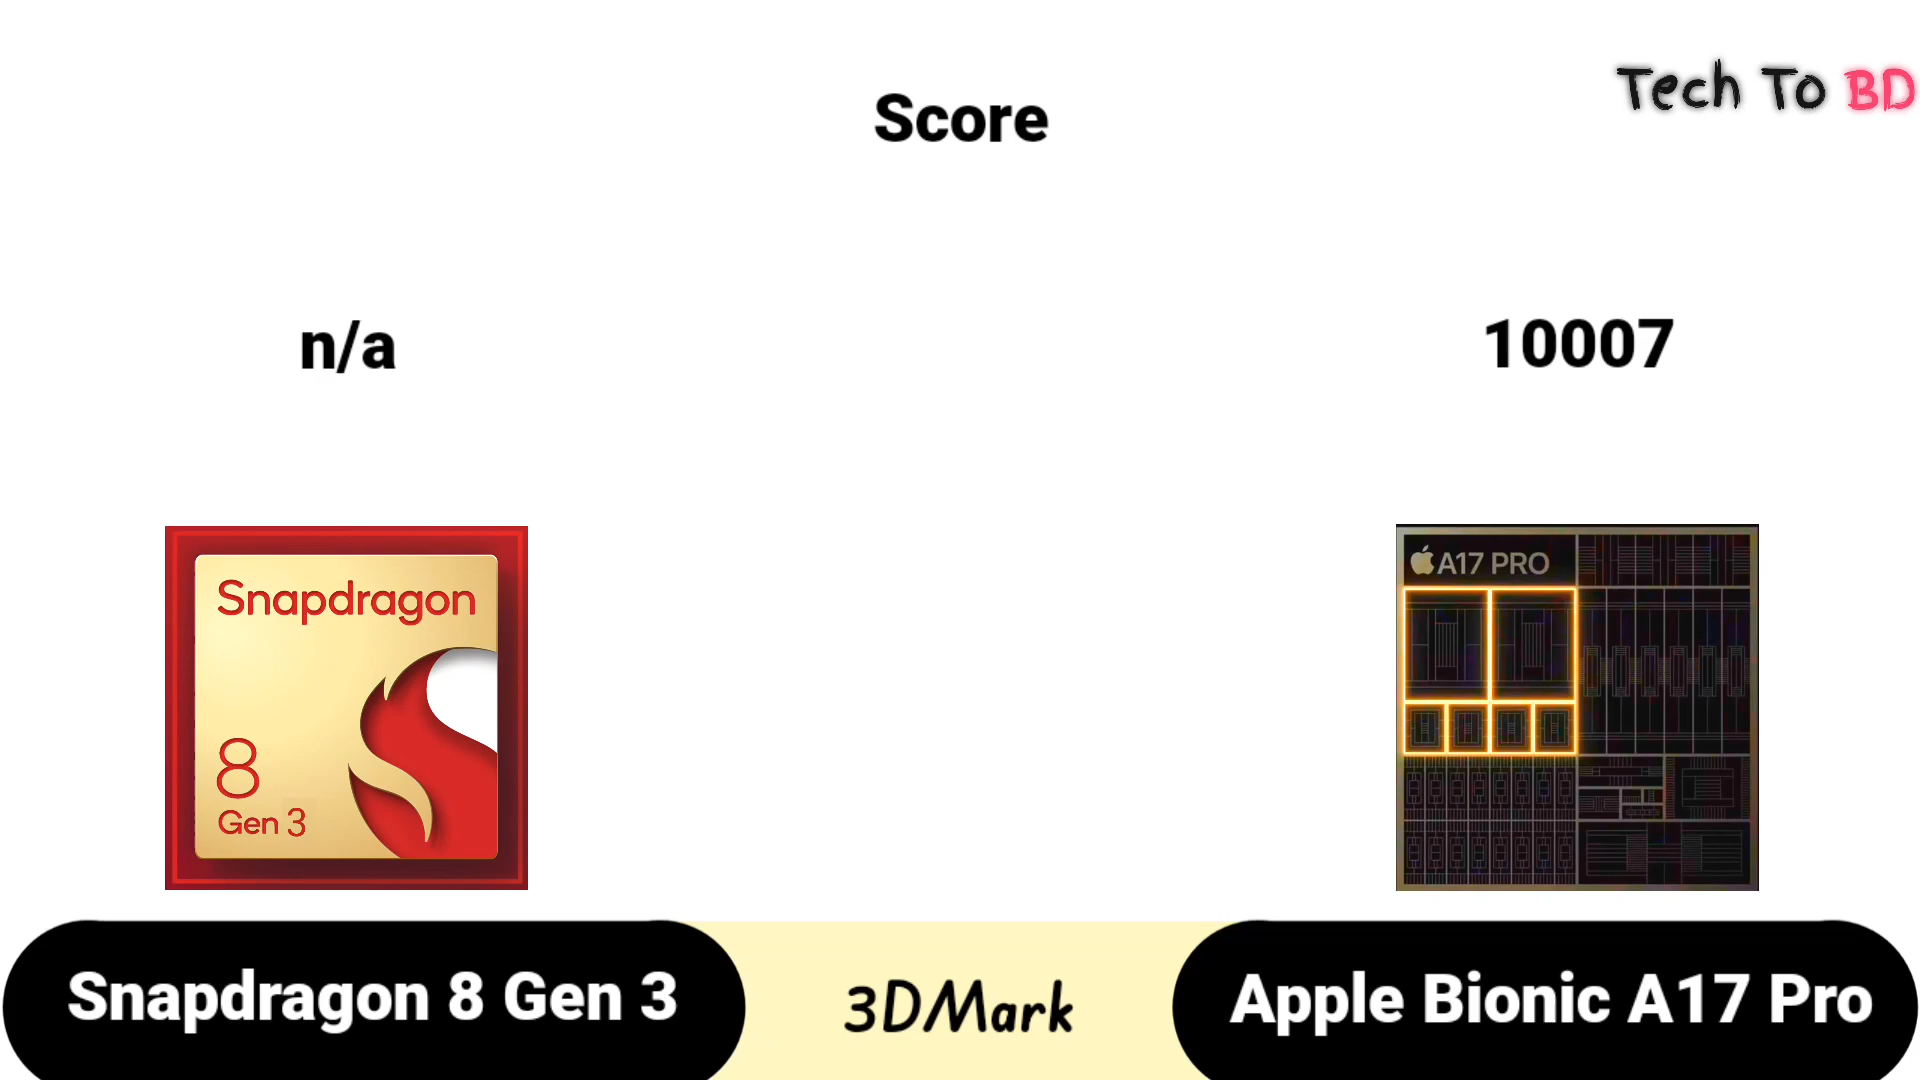 Tech To BD
Score
n/a
10007
Snapdragon
8
Gen 3
A17 PRO
Snapdragon 8 Gen 3
3DMark
Apple Bionic A17 Pro